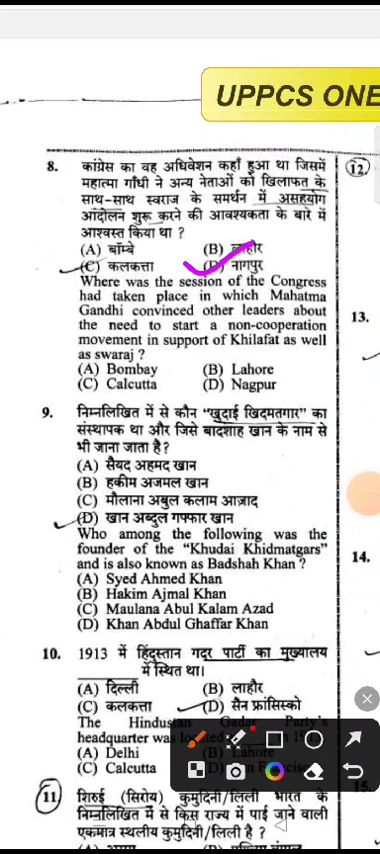 UPPCS ONE
8. कांग्रेस का वह अधिवेशन कहाँ हुआ था जिसमें
महात्मा गाँधी ने अन्य नेताओं को खिलाफत के
साथ-साथ स्वराज के समर्थन में असहयोग
आंदोलन शुरू करने की आवश्यकता के बारे में
आश्वस्त किया था ?
(A) बॉम्बे (B) लाहौर
(C) कलकत्ता (D) नागपुर
Where was the session of the Congress
had taken place in which Mahatma
Gandhi convinced other leaders about
the need to start a non-cooperation
movement in support of Khilafat as well
as swaraj ?
(A) Bombay (B) Lahore
(C) Calcutta (D) Nagpur
9. निम्नलिखित में से कौन “खुदाई खिदमतगार” का
संस्थापक था और जिसे बादशाह खान के नाम से
भी जाना जाता है?
(A) सैयद अहमद खान
(B) हकीम अजमल खान
(C) मौलाना अबुल कलाम आज़ाद
(D) खान अब्दुल गफ्फार खान
Who among the following was the
founder of the “Khudai Khidmatgars”
and is also known as Badshah Khan ?
(A) Syed Ahmed Khan
(B) Hakim Ajmal Khan
(C) Maulana Abul Kalam Azad
(D) Khan Abdul Ghaffar Khan
10. 1913 में हिंदुस्तान गदर पार्टी का मुख्यालय
में स्थित था।
(A) दिल्ली (B) लाहौर
(C) कलकत्ता (D) सैन फ्रांसिस्को
The Hindustan Gadar Party's
headquarter was located
(A) Delhi (B) Lahore
(C) Calcutta
11 शिरुई (सिरोय) कुमुदिनी/लिली भारत के
निम्नलिखित में से किस राज्य में पाई जाने वाली
एकमात्र स्थानीय कुमुदिनी/लिली है ?
12
13.
14.
15.